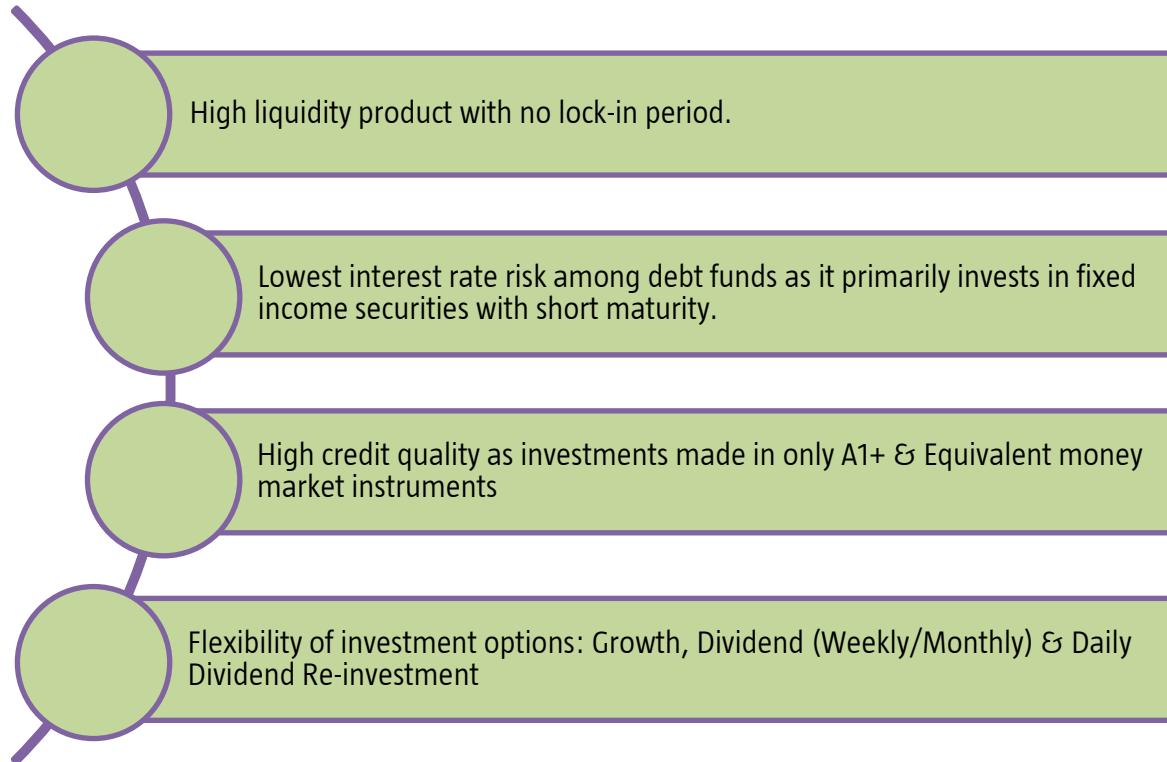 High liquidity product with no lock-in period.
Lowest interest rate risk among debt funds as it primarily invests in fixed
income securities with short maturity.
High credit quality as investments made in only A1+ & Equivalent money
market instruments
Flexibility of investment options: Growth, Dividend (Weekly/Monthly) & Daily
Dividend Re-investment